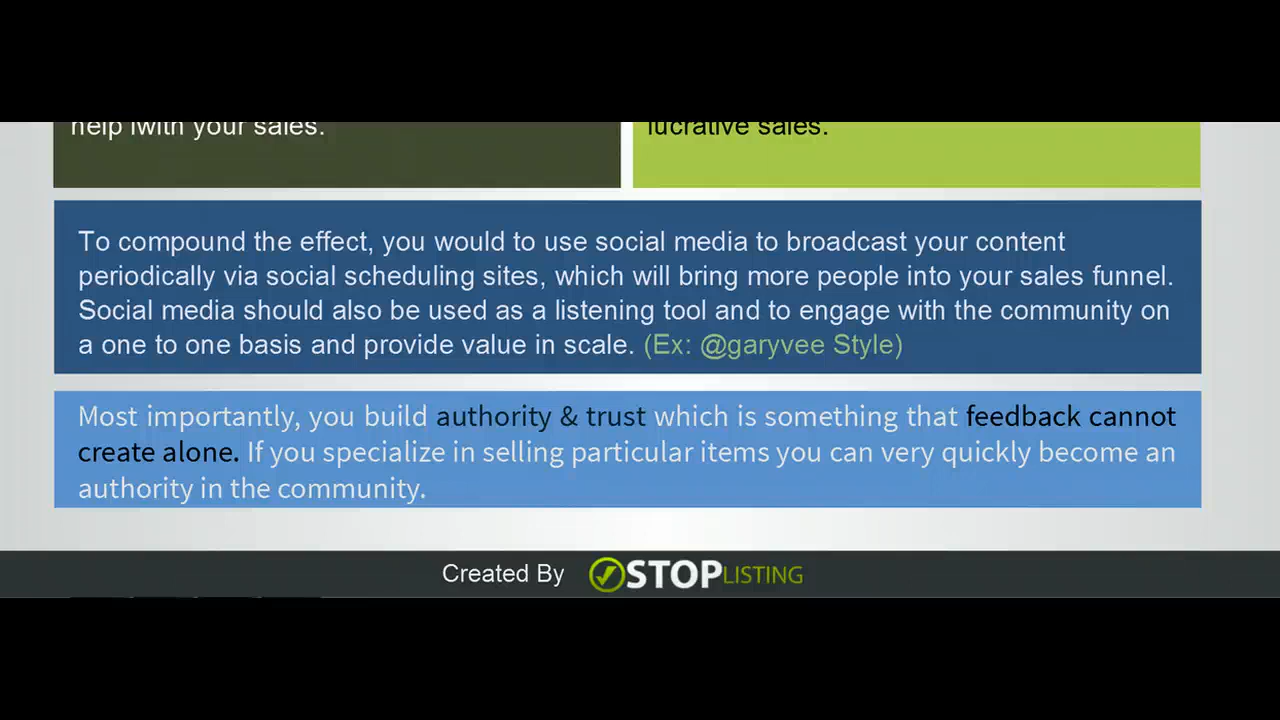 help iwith your sales.
lucrative sales.
To compound the effect, you would to use social media to broadcast your content
periodically via social scheduling sites, which will bring more people into your sales funnel.
Social media should also be used as a listening tool and to engage with the community on
a one to one basis and provide value in scale. (Ex: @garyvee Style)
Most importantly, you build authority & trust which is something that feedback cannot
create alone. If you specialize in selling particular items you can very quickly become an
authority in the community.
Created By STOPLISTING